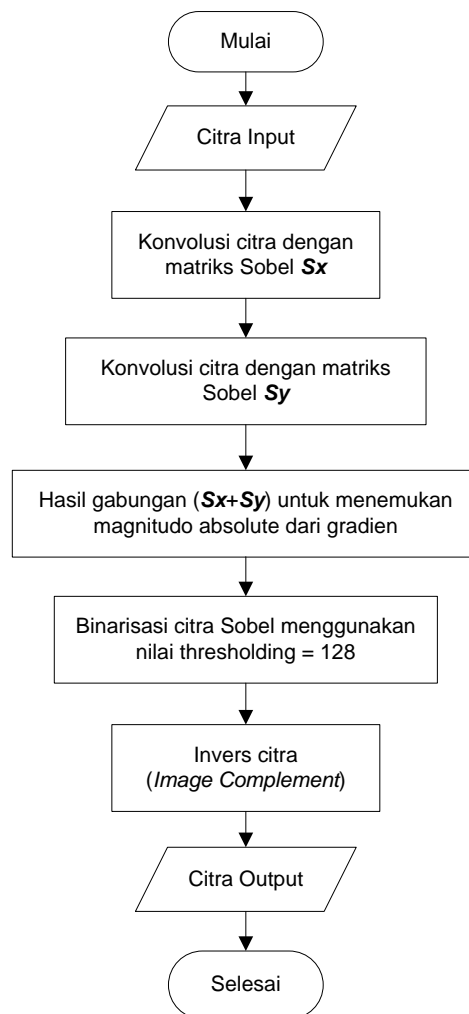 Mulai
Citra Input
Konvolusi citra dengan
matriks Sobel Sx
Konvolusi citra dengan matriks
Sobel Sy
Hasil gabungan (Sx+Sy) untuk menemukan
magnitudo absolute dari gradien
Binarisasi citra Sobel menggunakan
nilai thresholding = 128
Invers citra
(Image Complement)
Citra Output
Selesai